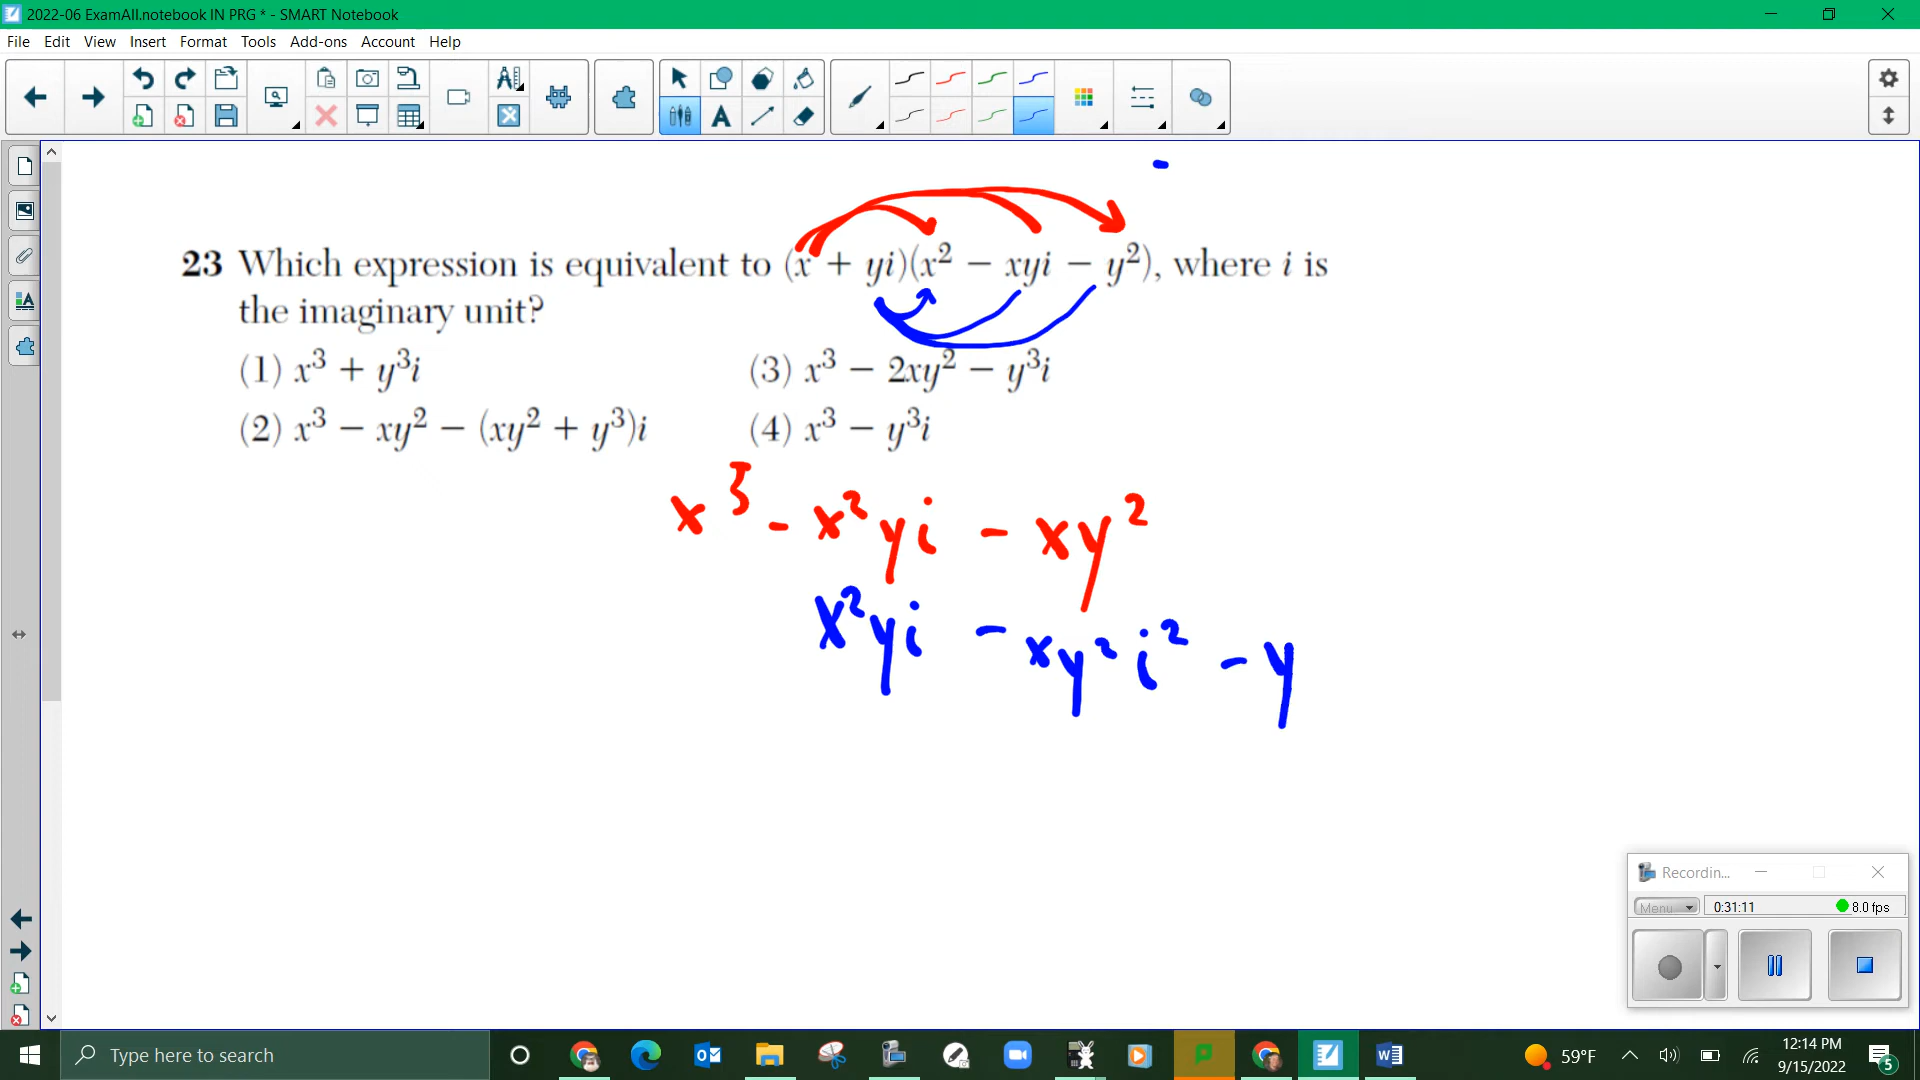 2022-06 ExamAll.notebook IN PRG * - SMART Notebook
File Edit View Insert Format Tools Add-ons Account Help
23 Which expression is equivalent to (x + yi)(x² − xyi − y²), where i is
the imaginary unit?
(1) x³ + y³i
(3) x³ − 2xy² − y³i
(2) x³ − xy² − (xy² + y³)i
(4) x³ − y³i
x³ - x²yi - xy²
x²yi - xy²i² - y
Recordin...
Menu 0:31:11 8.0 fps
Type here to search
59°F
12:14 PM
9/15/2022
5